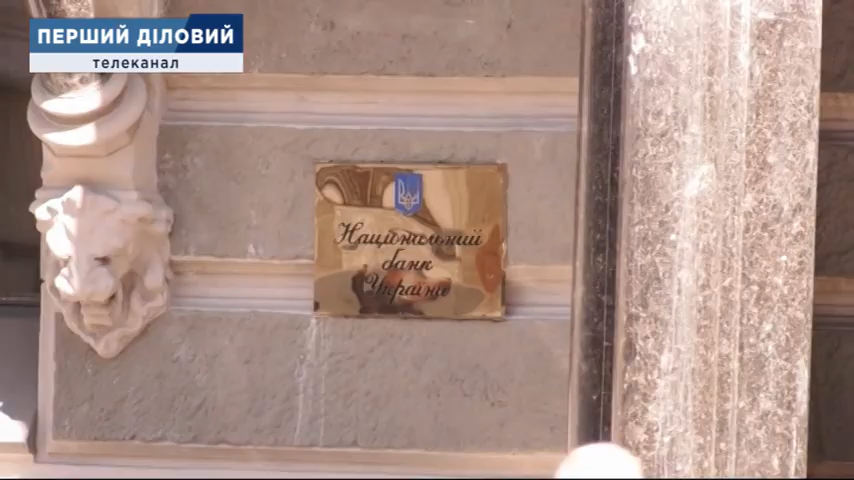 ПЕРШИЙ ДІЛОВИЙ
телеканал
Національний
банк
України